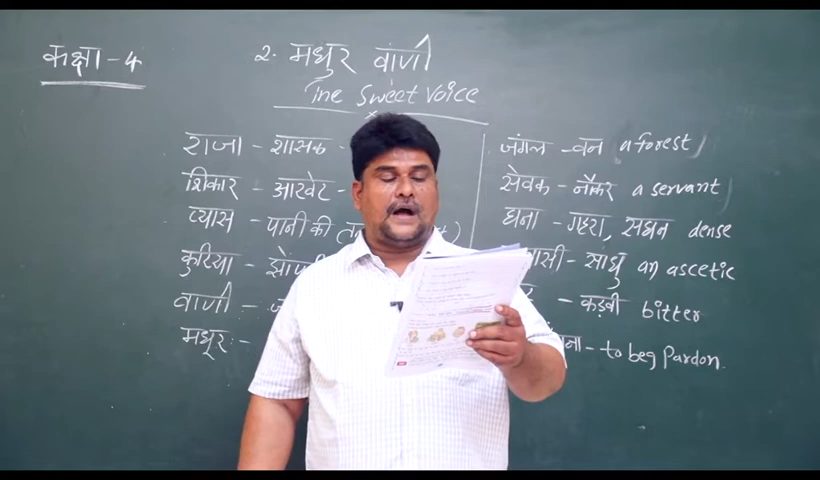 कक्षा - 4
२. मधुर वाणी
The Sweet Voice
राजा - शासक -
शिकार - आखेट -
प्यास - पानी की
कुटिया -
वाणी -
मधुर -
जंगल - वन a forest
सेवक - नौकर a servant
घना - गहरा, सघन dense
साधु an ascetic
- कड़वी bitter
- to beg Pardon.